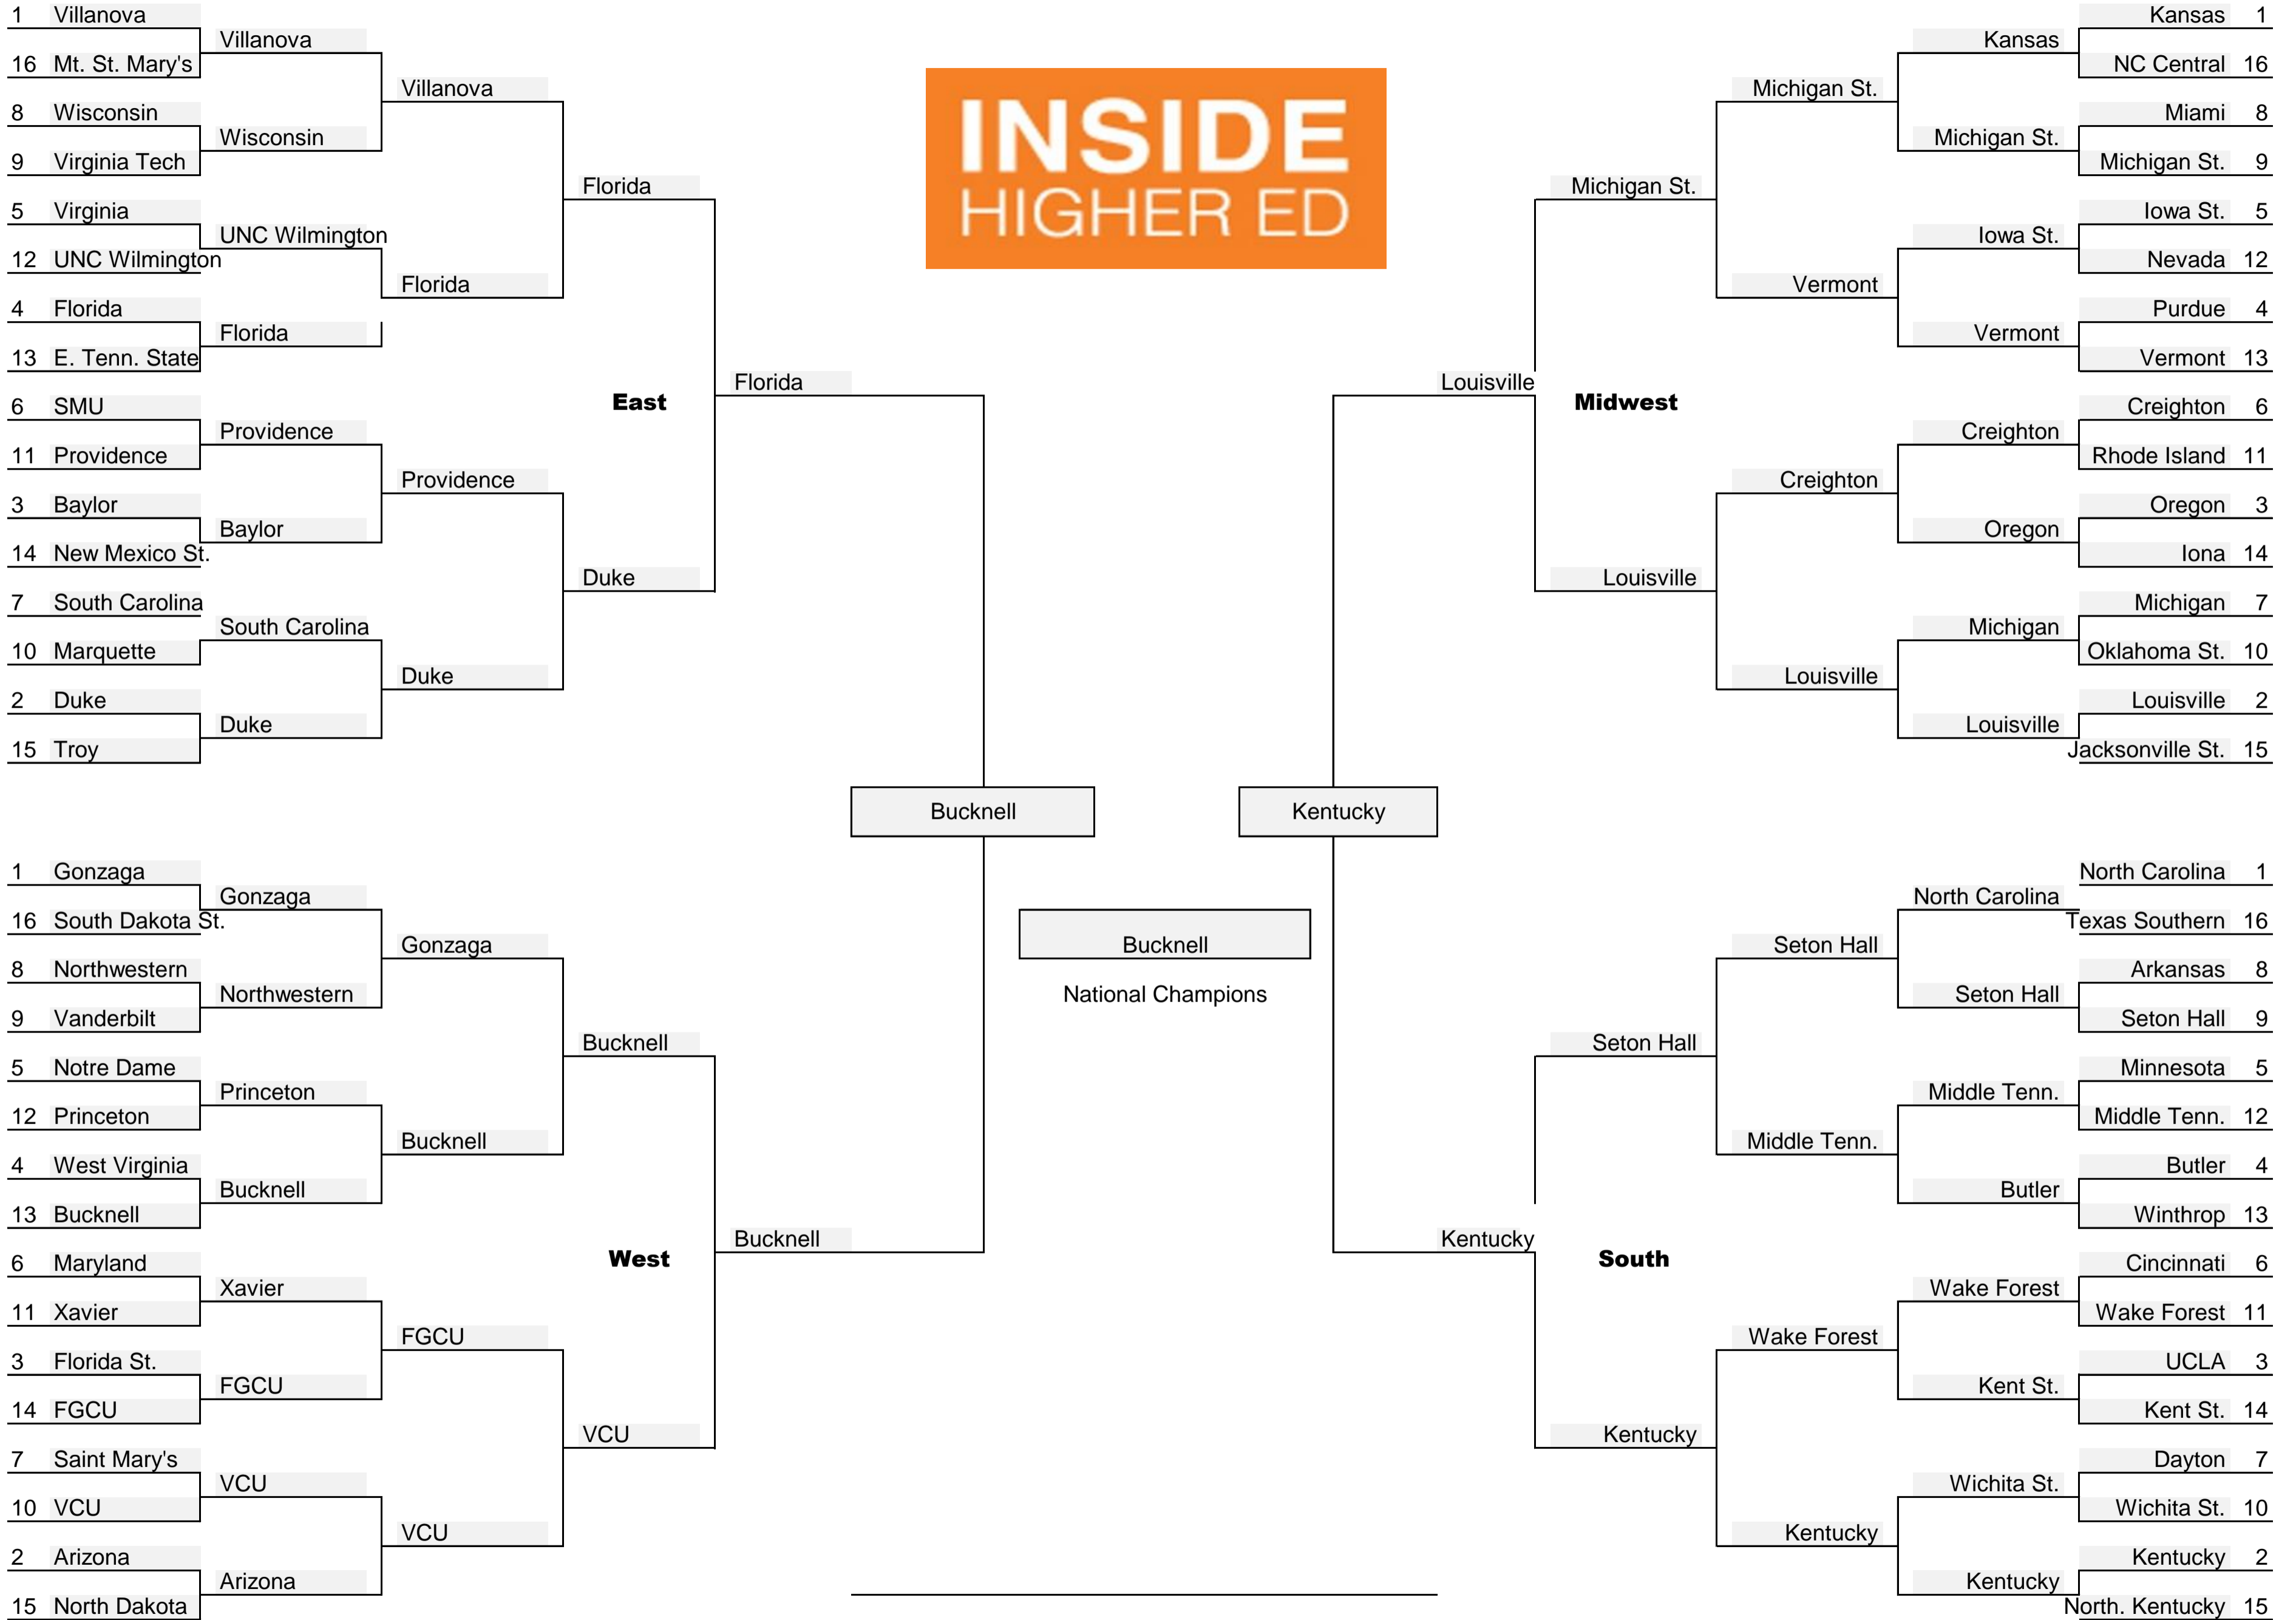 1 Villanova
16 Mt. St. Mary's
8 Wisconsin
9 Virginia Tech
5 Virginia
12 UNC Wilmington
4 Florida
13 E. Tenn. State
6 SMU
11 Providence
3 Baylor
14 New Mexico St.
7 South Carolina
10 Marquette
2 Duke
15 Troy
Villanova
Wisconsin
UNC Wilmington
Florida
Providence
Baylor
South Carolina
Duke
Villanova
Florida
Providence
Duke
Florida
Duke
East
Florida
1 Gonzaga
16 South Dakota St.
8 Northwestern
9 Vanderbilt
5 Notre Dame
12 Princeton
4 West Virginia
13 Bucknell
6 Maryland
11 Xavier
3 Florida St.
14 FGCU
7 Saint Mary's
10 VCU
2 Arizona
15 North Dakota
Gonzaga
Northwestern
Princeton
Bucknell
Xavier
FGCU
VCU
Arizona
Gonzaga
Bucknell
FGCU
VCU
Bucknell
VCU
West
Bucknell
INSIDE
HIGHER ED
Bucknell
Kentucky
Bucknell
National Champions
Louisville
Midwest
Michigan St.
Louisville
Michigan St.
Vermont
Creighton
Louisville
Kansas
Michigan St.
Iowa St.
Vermont
Creighton
Oregon
Michigan
Louisville
Kansas 1
NC Central 16
Miami 8
Michigan St. 9
Iowa St. 5
Nevada 12
Purdue 4
Vermont 13
Creighton 6
Rhode Island 11
Oregon 3
Iona 14
Michigan 7
Oklahoma St. 10
Louisville 2
Jacksonville St. 15
Kentucky
South
Seton Hall
Kentucky
Seton Hall
Middle Tenn.
Wake Forest
Kentucky
North Carolina
Seton Hall
Middle Tenn.
Butler
Wake Forest
Kent St.
Wichita St.
Kentucky
North Carolina 1
Texas Southern 16
Arkansas 8
Seton Hall 9
Minnesota 5
Middle Tenn. 12
Butler 4
Winthrop 13
Cincinnati 6
Wake Forest 11
UCLA 3
Kent St. 14
Dayton 7
Wichita St. 10
Kentucky 2
North. Kentucky 15